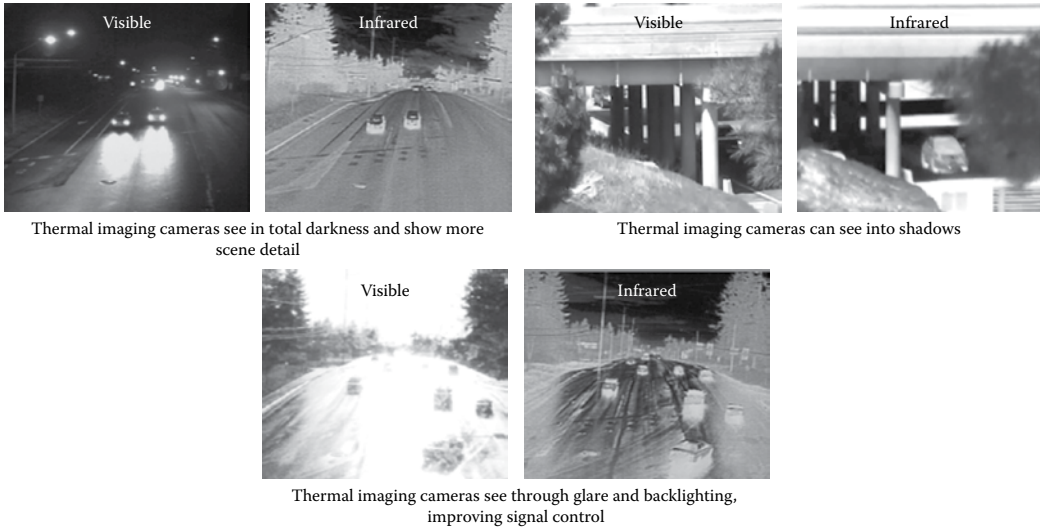 Visible
Infrared
Visible
Infrared
Thermal imaging cameras see in total darkness and show more
scene detail
Thermal imaging cameras can see into shadows
Visible
Infrared
Thermal imaging cameras see through glare and backlighting,
improving signal control